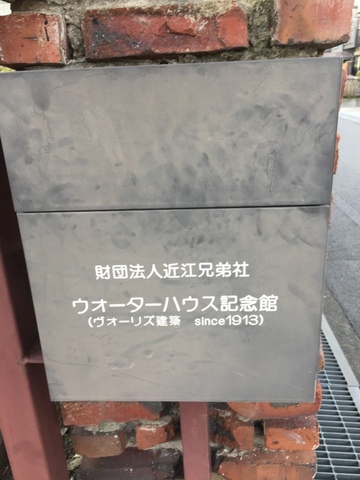 財団法人近江兄弟社
ウォーターハウス記念館
(ヴォーリズ建築 since1913)